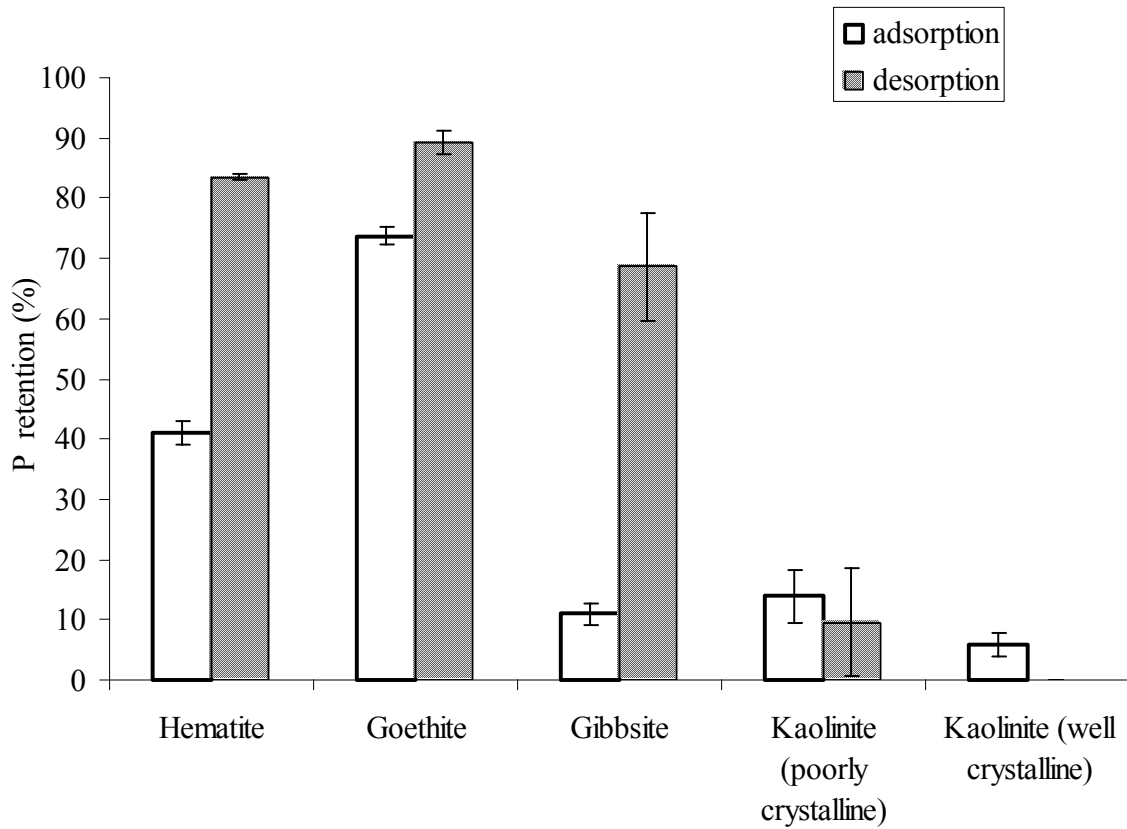 adsorption
desorption
P retention (%)
100
90
80
70
60
50
40
30
20
10
0
Hematite
Goethite
Gibbsite
Kaolinite
(poorly
crystalline)
Kaolinite (well
crystalline)